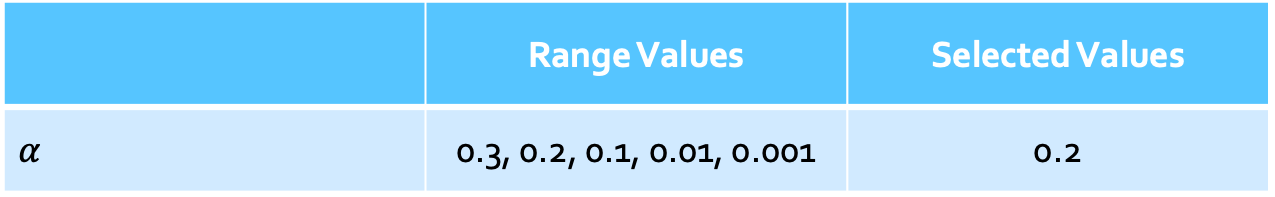 Range Values Selected Values
α 0.3, 0.2, 0.1, 0.01, 0.001 0.2